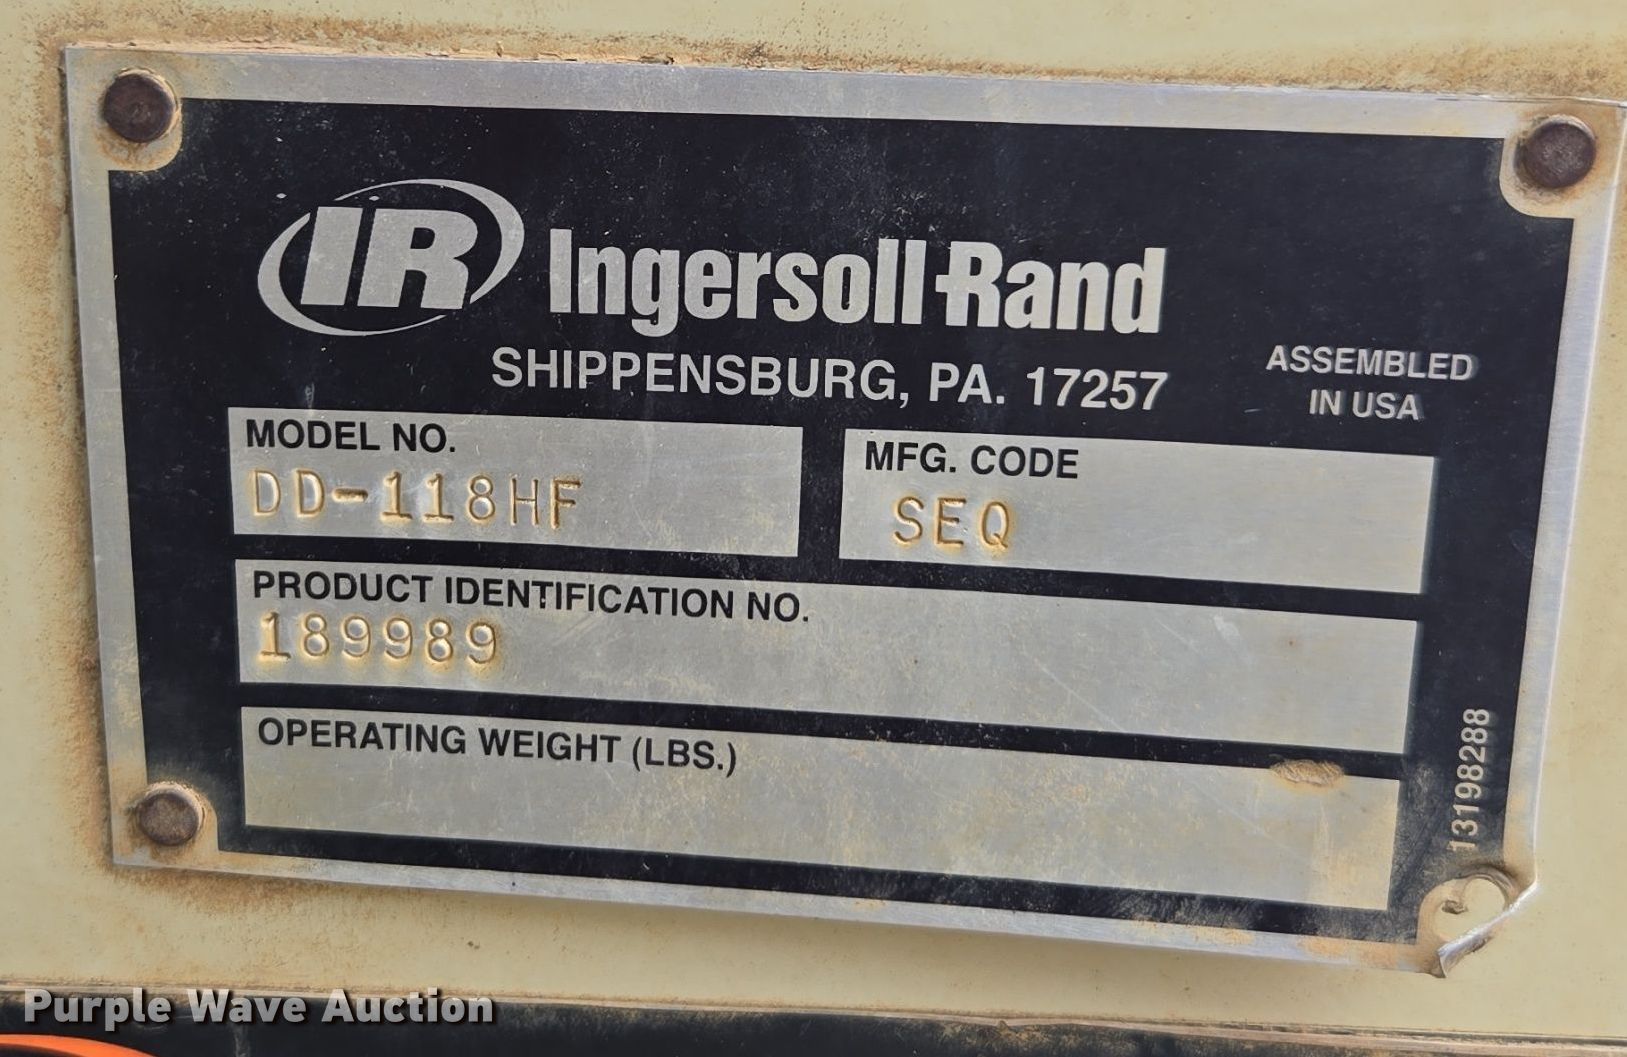 IR Ingersoll-Rand
SHIPPENSBURG, PA. 17257
ASSEMBLED
IN USA
MODEL NO.
DD-118HF
MFG. CODE
SEQ
PRODUCT IDENTIFICATION NO.
189989
OPERATING WEIGHT (LBS.)
13198288
Purple Wave Auction